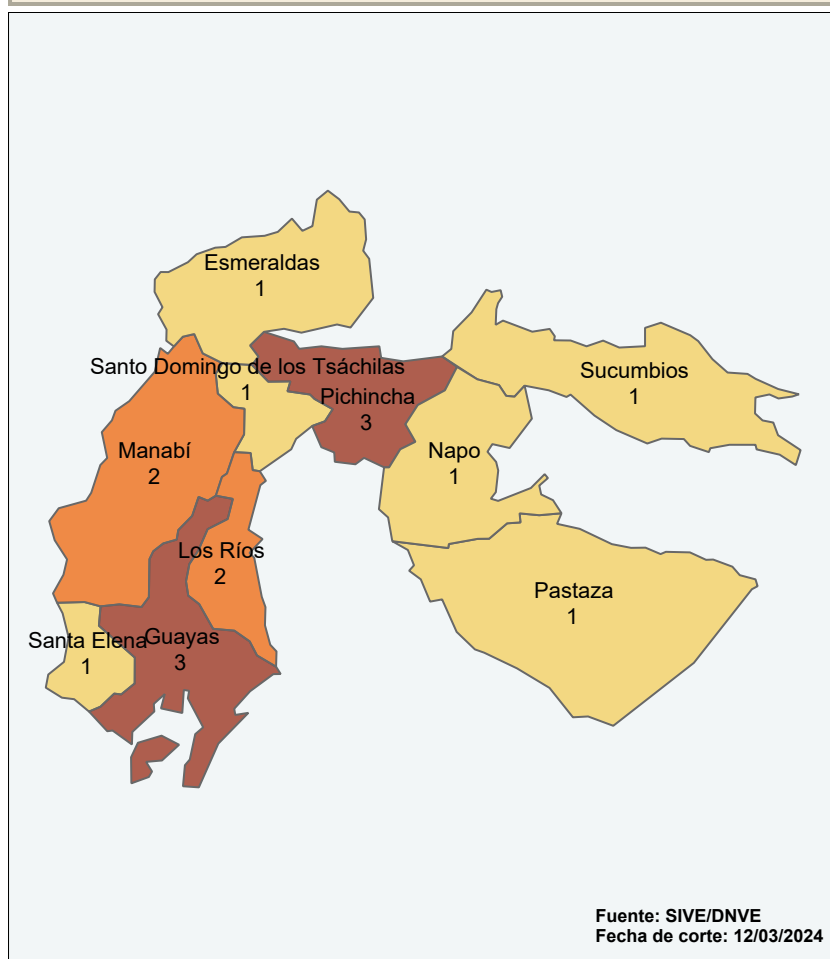 Esmeraldas
1
Santo Domingo de los Tsáchilas
1
Pichincha
3
Sucumbios
1
Manabí
2
Napo
1
Los Ríos
2
Pastaza
1
Santa Elena
1
Guayas
3
Fuente: SIVE/DNVE
Fecha de corte: 12/03/2024